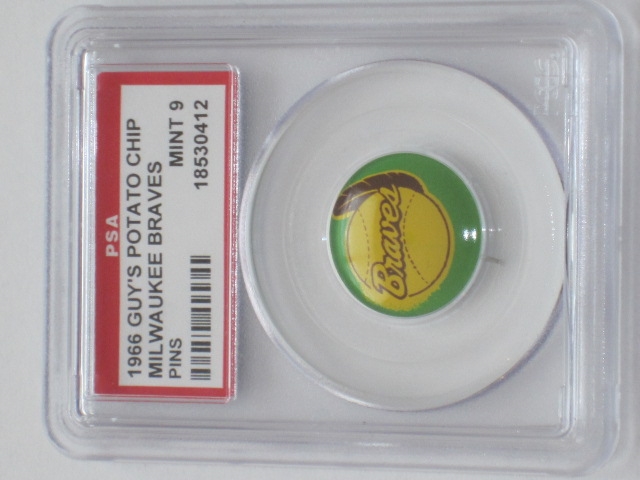 PSA
1966 GUY'S POTATO CHIP
MILWAUKEE BRAVES
PINS MINT 9
18530412
Braves